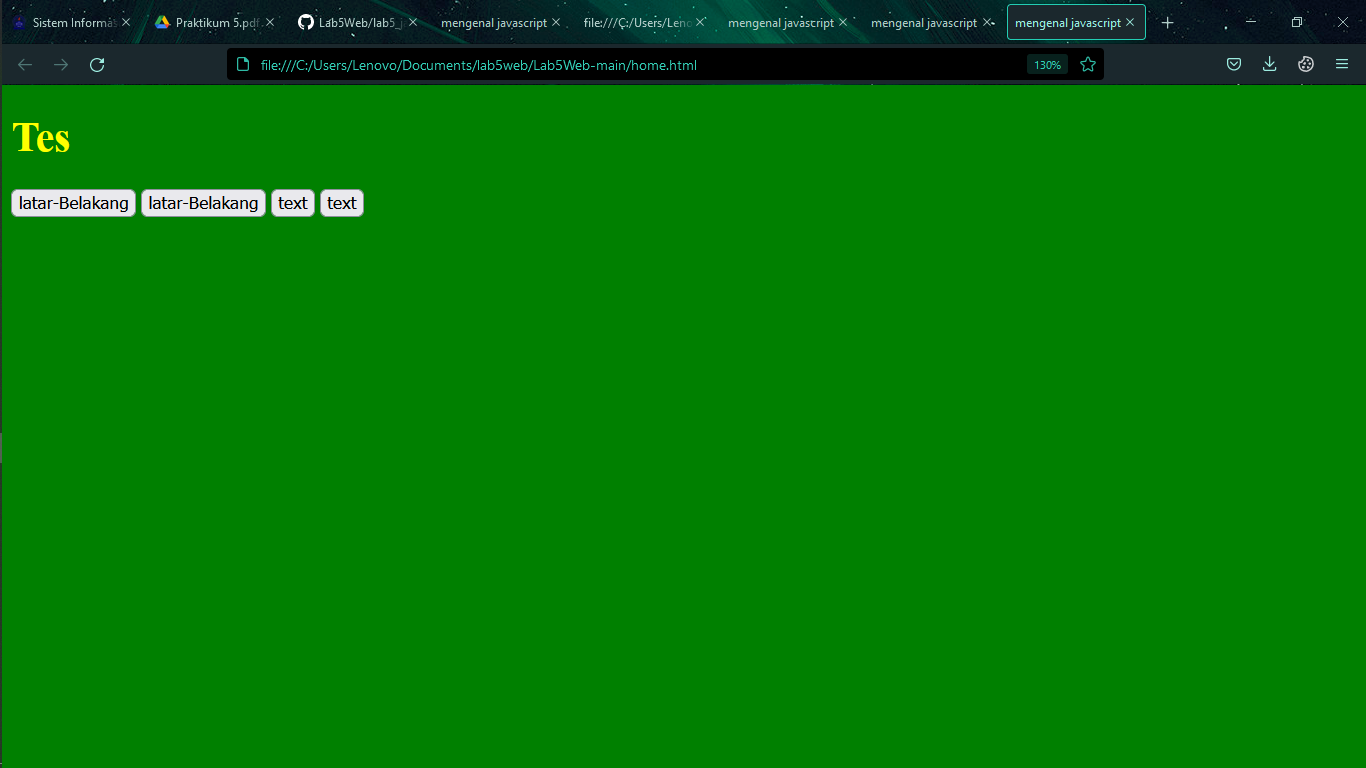 Sistem Informas
Praktikum 5.pdf
Lab5Web/lab5_j
mengenal javascript
file:///C:/Users/Leno
mengenal javascript
mengenal javascript
mengenal javascript
file:///C:/Users/Lenovo/Documents/lab5web/Lab5Web-main/home.html
130%
Tes
latar-Belakang latar-Belakang text text